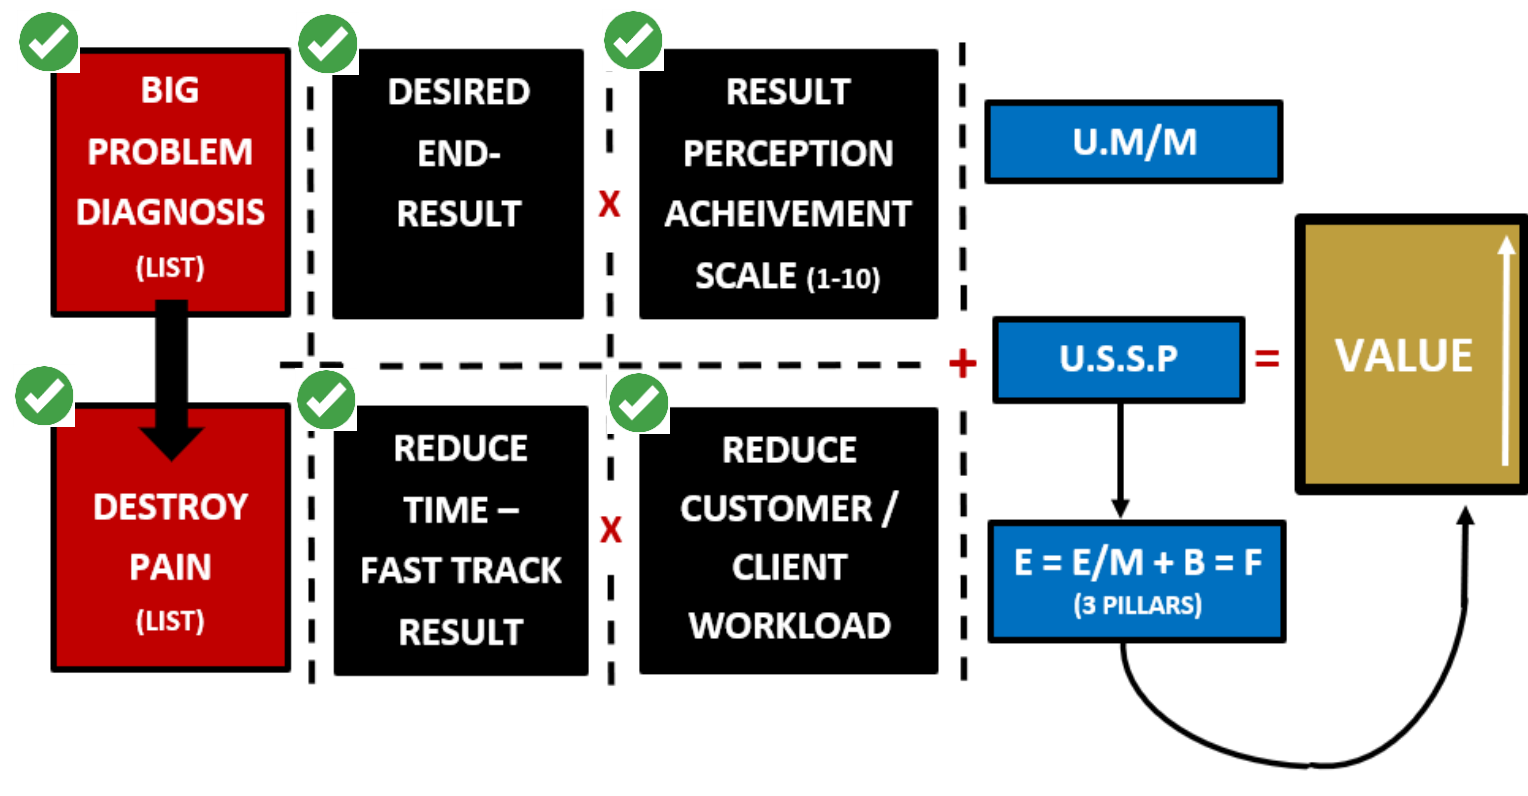 BIG
PROBLEM
DIAGNOSIS
(LIST)
DESIRED
END-
RESULT
X
RESULT
PERCEPTION
ACHEIVEMENT
SCALE (1-10)
U.M/M
DESTROY
PAIN
(LIST)
REDUCE
TIME –
FAST TRACK
RESULT
X
REDUCE
CUSTOMER /
CLIENT
WORKLOAD
+
U.S.S.P
E = E/M + B = F
(3 PILLARS)
=
VALUE